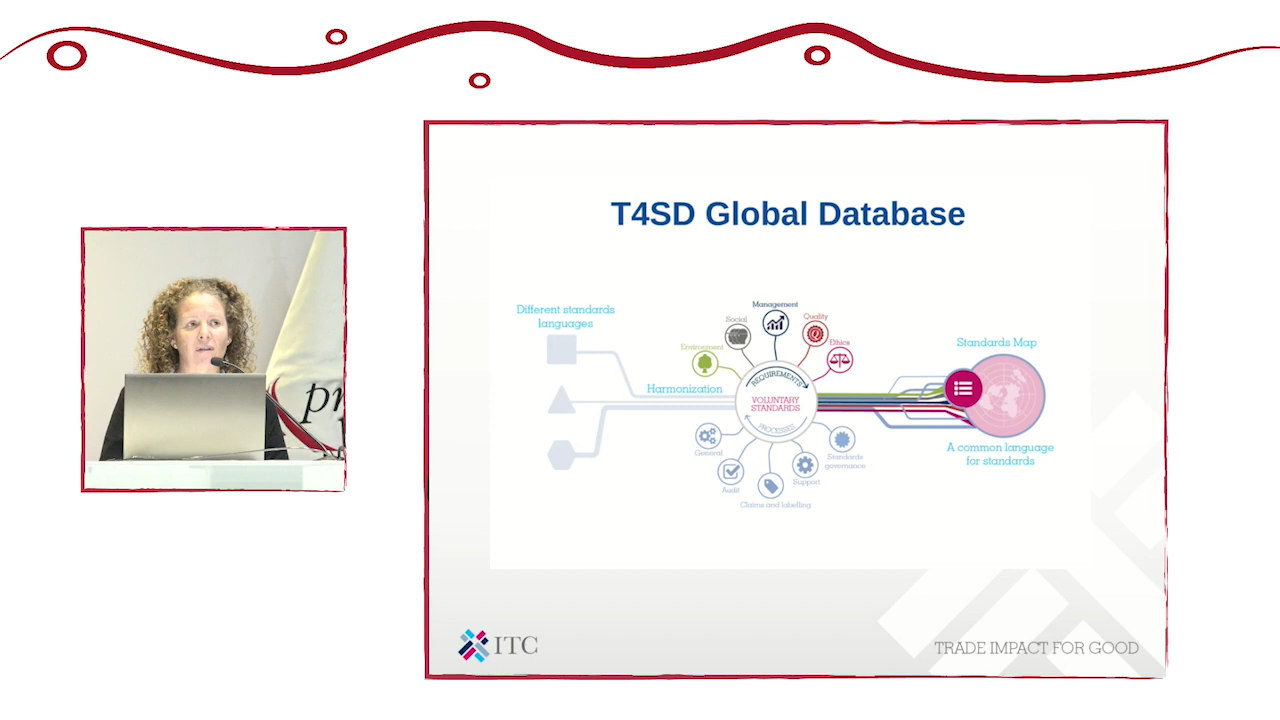 T4SD Global Database
Different standards
languages
Harmonization
Environment
Social
Management
Quality
Ethics
REQUIREMENTS
VOLUNTARY
STANDARDS
PROCESSES
General
Audit
Claims and labelling
Support
Standards
governance
Standards Map
A common language
for standards
ITC
TRADE IMPACT FOR GOOD